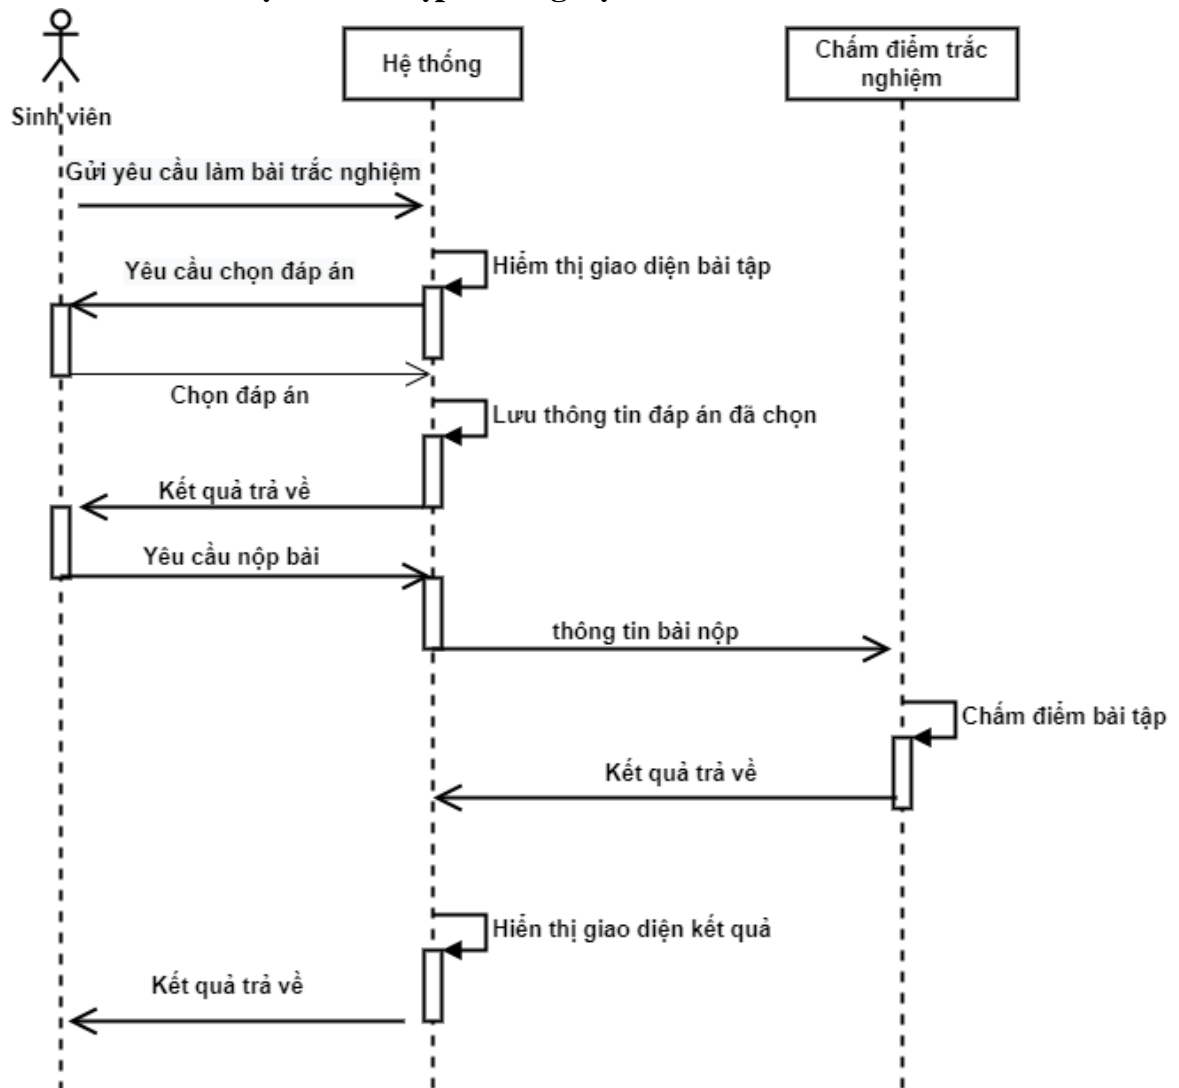 Hệ thống
Chấm điểm trắc
nghiệm
Sinh viên
Gửi yêu cầu làm bài trắc nghiệm
Hiểm thị giao diện bài tập
Yêu cầu chọn đáp án
Chọn đáp án
Lưu thông tin đáp án đã chọn
Kết quả trả về
Yêu cầu nộp bài
thông tin bài nộp
Chấm điểm bài tập
Kết quả trả về
Hiển thị giao diện kết quả
Kết quả trả về